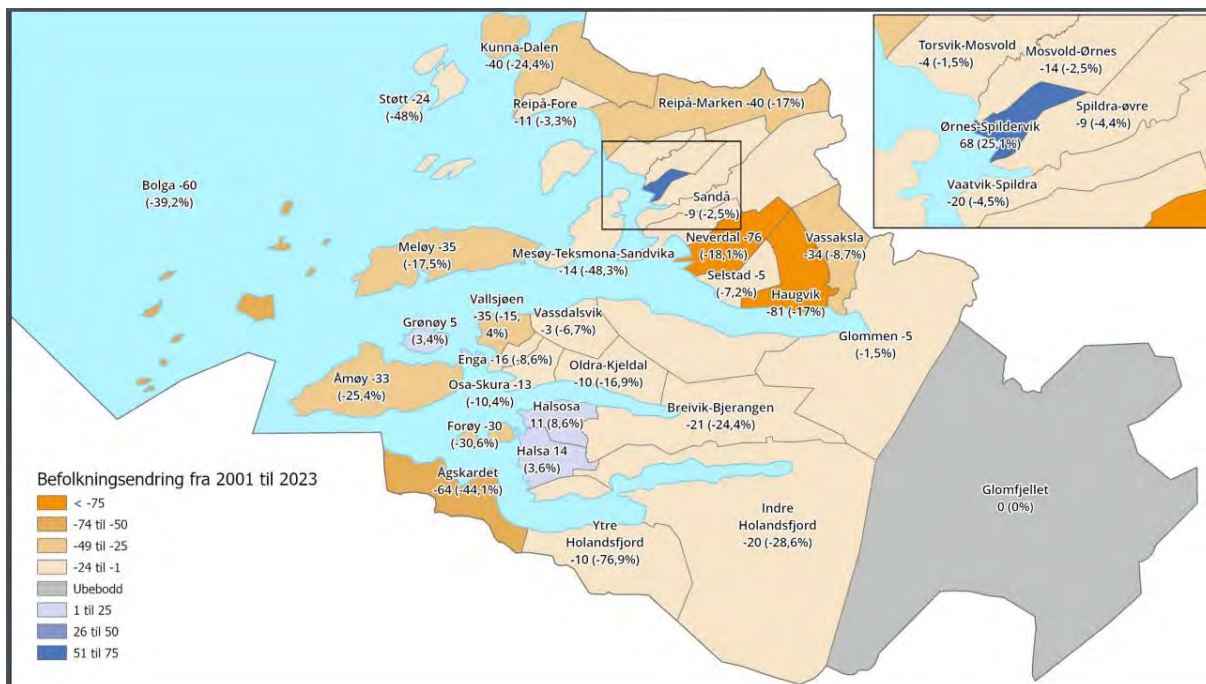 Kunna-Dalen
-40 (-24,4%)
Støtt -24
(-48%)
Reipå-Fore
-11 (-3,3%)
Reipå-Marken -40 (-17%)
Torsvik-Mosvold
-4 (-1,5%)
Mosvold-Ørnes
-14 (-2,5%)
Spildra-øvre
-9 (-4,4%)
Ørnes-Spildervik
68 (25,1%)
Vaatvik-Spildra
-20 (-4,5%)
Bolga -60
(-39,2%)
Sandå
-9 (-2,5%)
Meløy -35
(-17,5%)
Mesøy-Teksmona-Sandvika
-14 (-48,3%)
Neverdal -76
(-18,1%)
Vassaksla
-34 (-8,7%)
Selstad -5
(-7,2%)
Haugvik
-81 (-17%)
Grønøy 5
(3,4%)
Vallsjøen
-35 (-15,
4%)
Vassdalsvik
-3 (-6,7%)
Glommen -5
(-1,5%)
Enga -16 (-8,6%)
Oldra-Kjeldal
-10 (-16,9%)
Åmøy -33
(-25,4%)
Osa-Skura -13
(-10,4%)
Halsosa
11 (8,6%)
Breivik-Bjerangen
-21 (-24,4%)
Forøy -30
(-30,6%)
Halsa 14
(3,6%)
Ågskardet
-64 (-44,1%)
Glomfjellet
0 (0%)
Indre
Holandsfjord
-20 (-28,6%)
Ytre
Holandsfjord
-10 (-76,9%)
Befolkningsendring fra 2001 til 2023
< -75
-74 til -50
-49 til -25
-24 til -1
Ubebodd
1 til 25
26 til 50
51 til 75